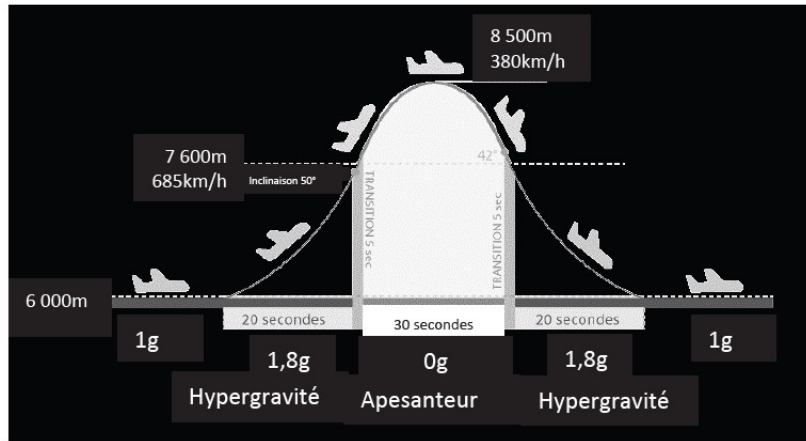 8 500m
380km/h
7 600m
685km/h
Inclinaison 50°
42°
TRANSITION 5 sec
TRANSITION 5 sec
6 000m
20 secondes
30 secondes
20 secondes
1g
1,8g
0g
1,8g
1g
Hypergravité
Apesanteur
Hypergravité